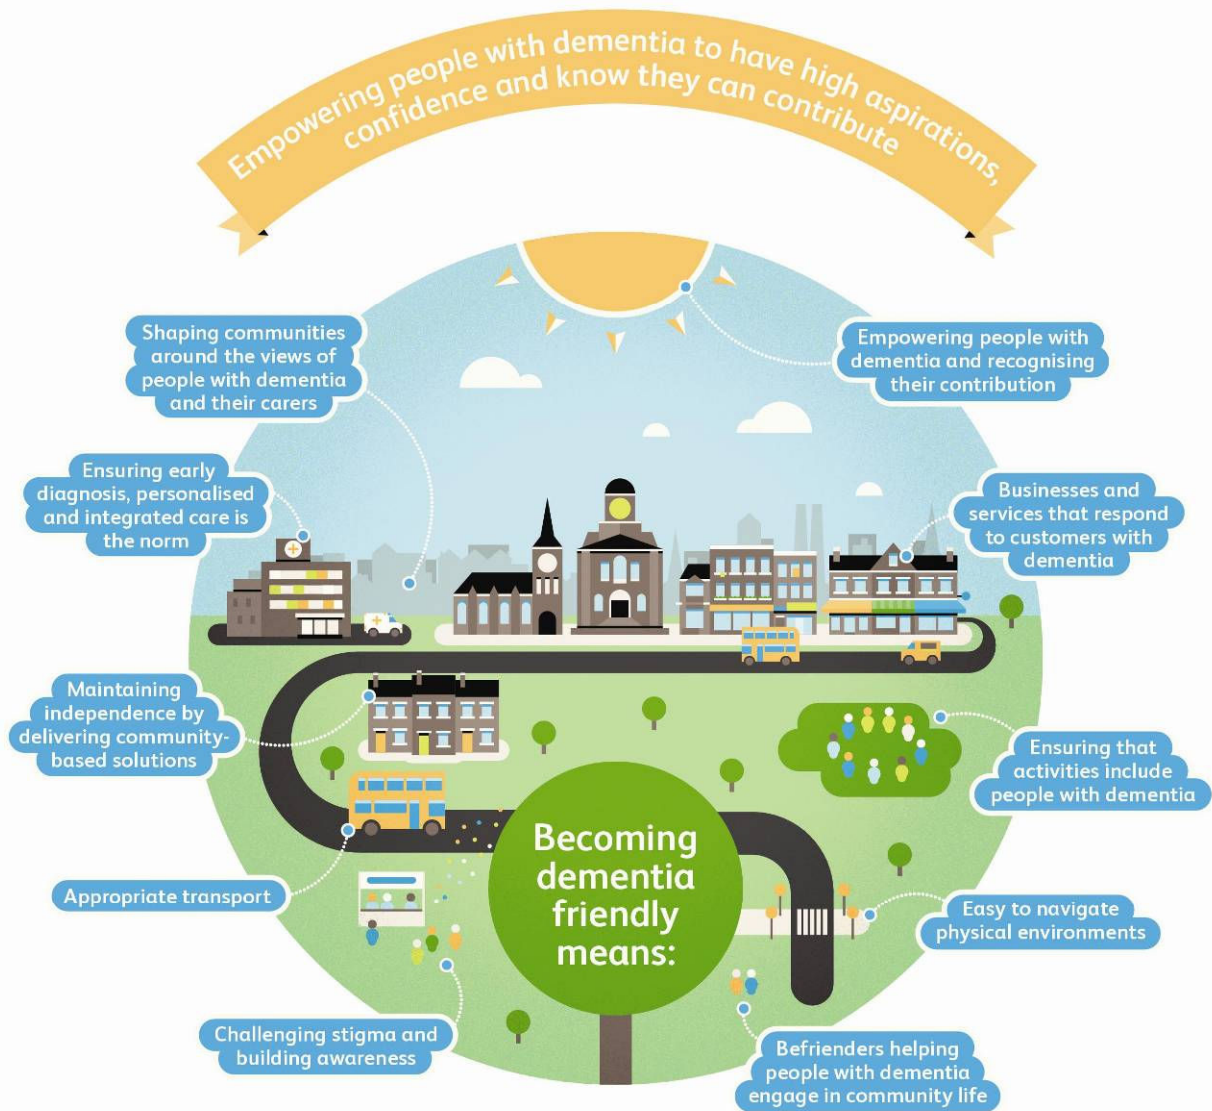 Empowering people with dementia to have high aspirations,
confidence and know they can contribute
Shaping communities
around the views of
people with dementia
and their carers
Empowering people with
dementia and recognising
their contribution
Ensuring early
diagnosis, personalised
and integrated care is
the norm
Businesses and
services that respond
to customers with
dementia
Maintaining
independence by
delivering community-
based solutions
Ensuring that
activities include
people with dementia
Becoming
dementia
friendly
means:
Appropriate transport
Easy to navigate
physical environments
Challenging stigma and
building awareness
Befrienders helping
people with dementia
engage in community life